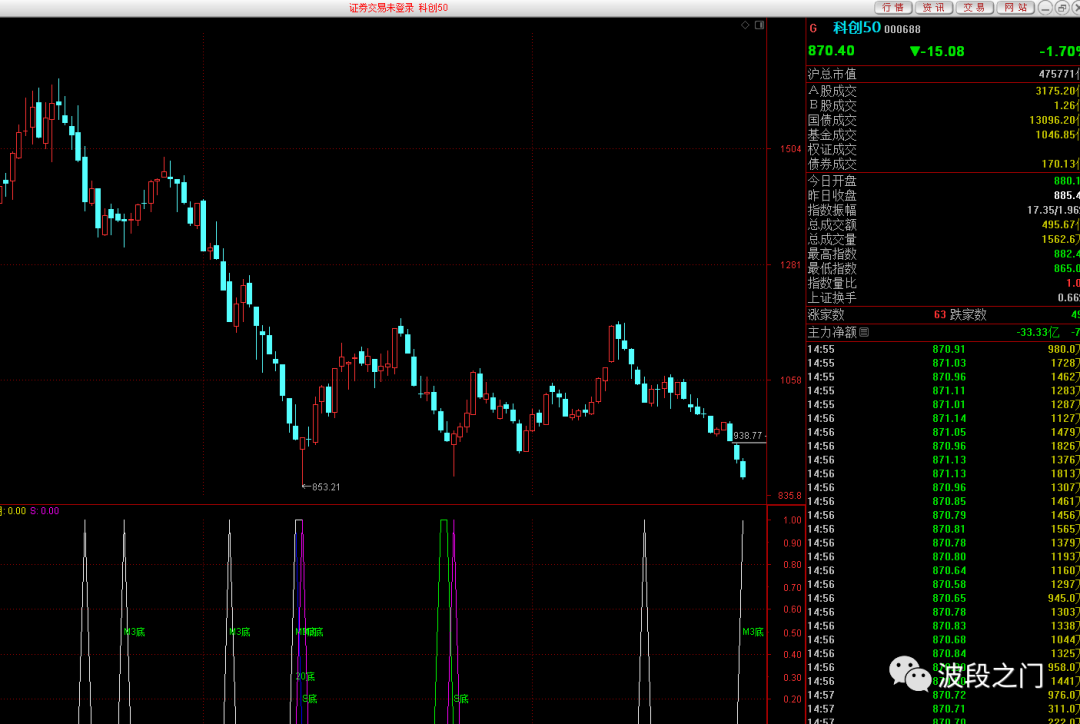 证券交易未登录 科创50
行情 资讯 交易 网站
G 科创50 000688
870.40 ▼-15.08 -1.70%
沪总市值 475771亿
A股成交 3175.20亿
B股成交 1.26亿
国债成交 13096.20亿
基金成交 1046.85亿
权证成交
债券成交 170.13亿
今日开盘 880.1
昨日收盘 885.4
指数振幅 17.35/1.96
总成交额 495.67亿
总成交量 1562.6万
最高指数 882.4
最低指数 865.0
指数量比 1.0
上证换手 0.66
涨家数 63 跌家数
主力净额 -33.33亿 -7
14:55 870.91 980.0万
14:55 871.03 1728万
14:55 870.96 1462万
14:55 871.11 1283万
14:55 871.01 1287万
14:56 871.14 1127万
14:56 871.05 1479万
14:56 870.96 1826万
14:56 871.13 1376万
14:56 871.13 1813万
14:56 870.96 1307万
14:56 870.85 1461万
14:56 870.79 1456万
14:56 870.81 1565万
14:56 870.78 1379万
14:56 870.80 1193万
14:56 870.64 1160万
14:56 870.58 1297万
14:56 870.65 945.0万
14:56 870.78 1303万
14:56 870.83 1338万
14:56 870.68 1044万
14:56 870.84 1325万
14:56 958.0万
14:56 1441万
14:57 870.72 976.0万
14:57 870.71 311.0万
14:57 870.70 222.0万
波段之门
1504
1281
1058
835.8
938.77
←853.21
: 0.00 S: 0.00
1.00
0.90
0.80
0.70
0.60
0.50
0.40
0.30
0.20
M3底
M3底
M3底
20底
S底
S底
M3底